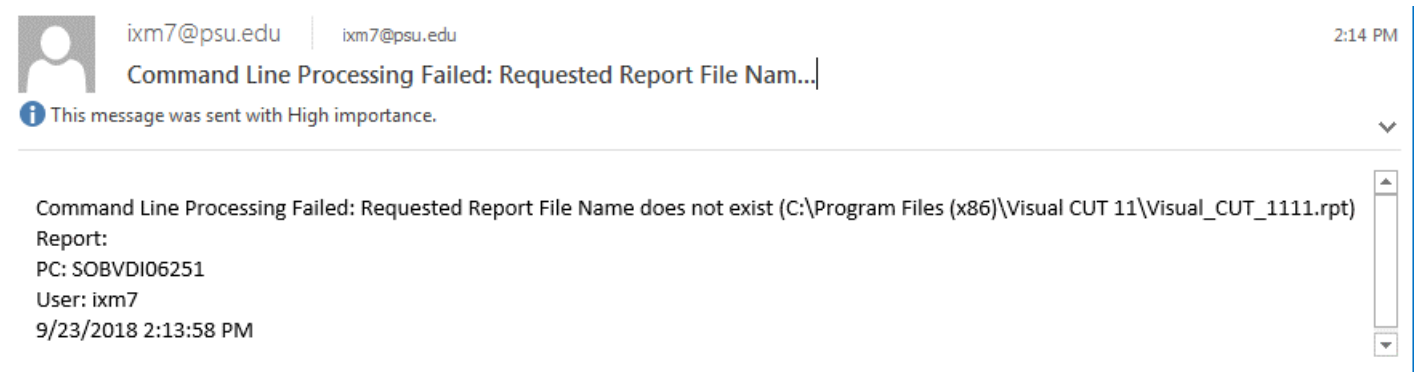 ixm7@psu.edu ixm7@psu.edu 2:14 PM
Command Line Processing Failed: Requested Report File Nam...
This message was sent with High importance.
Command Line Processing Failed: Requested Report File Name does not exist (C:\Program Files (x86)\Visual CUT 11\Visual_CUT_1111.rpt)
Report:
PC: SOBVDI06251
User: ixm7
9/23/2018 2:13:58 PM